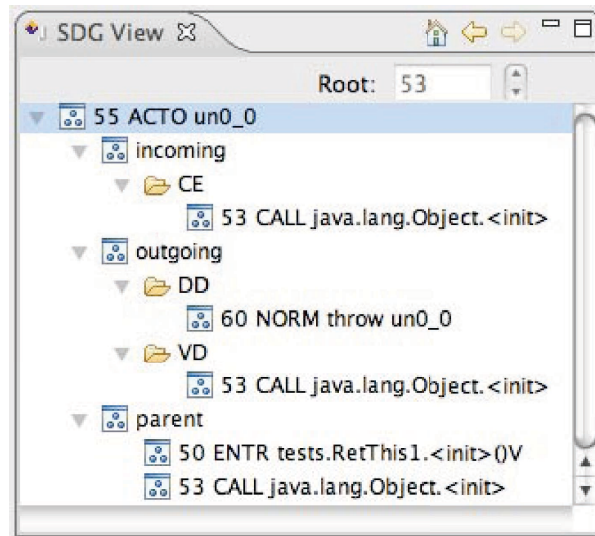 SDG View
Root: 53
55 ACTO un0_0
incoming
CE
53 CALL java.lang.Object.<init>
outgoing
DD
60 NORM throw un0_0
VD
53 CALL java.lang.Object.<init>
parent
50 ENTR tests.RetThis1.<init>()V
53 CALL java.lang.Object.<init>